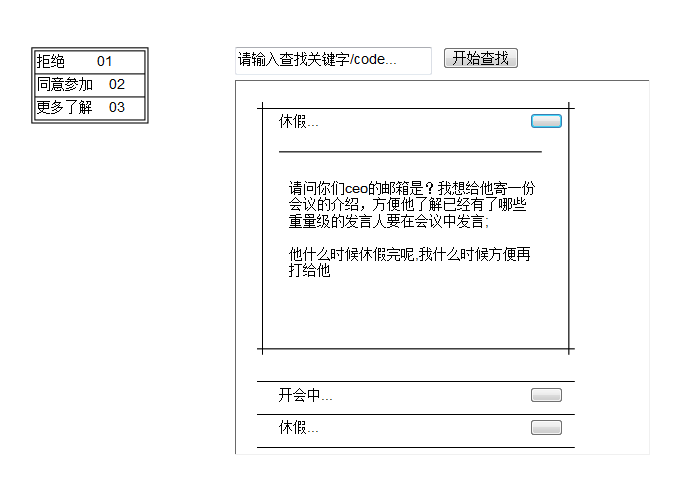 拒绝 01
同意参加 02
更多了解 03
请输入查找关键字/code...
开始查找
休假...
请问你们ceo的邮箱是？我想给他寄一份
会议的介绍，方便他了解已经有了哪些
重量级的发言人要在会议中发言;
他什么时候休假完呢,我什么时候方便再
打给他
开会中...
休假...